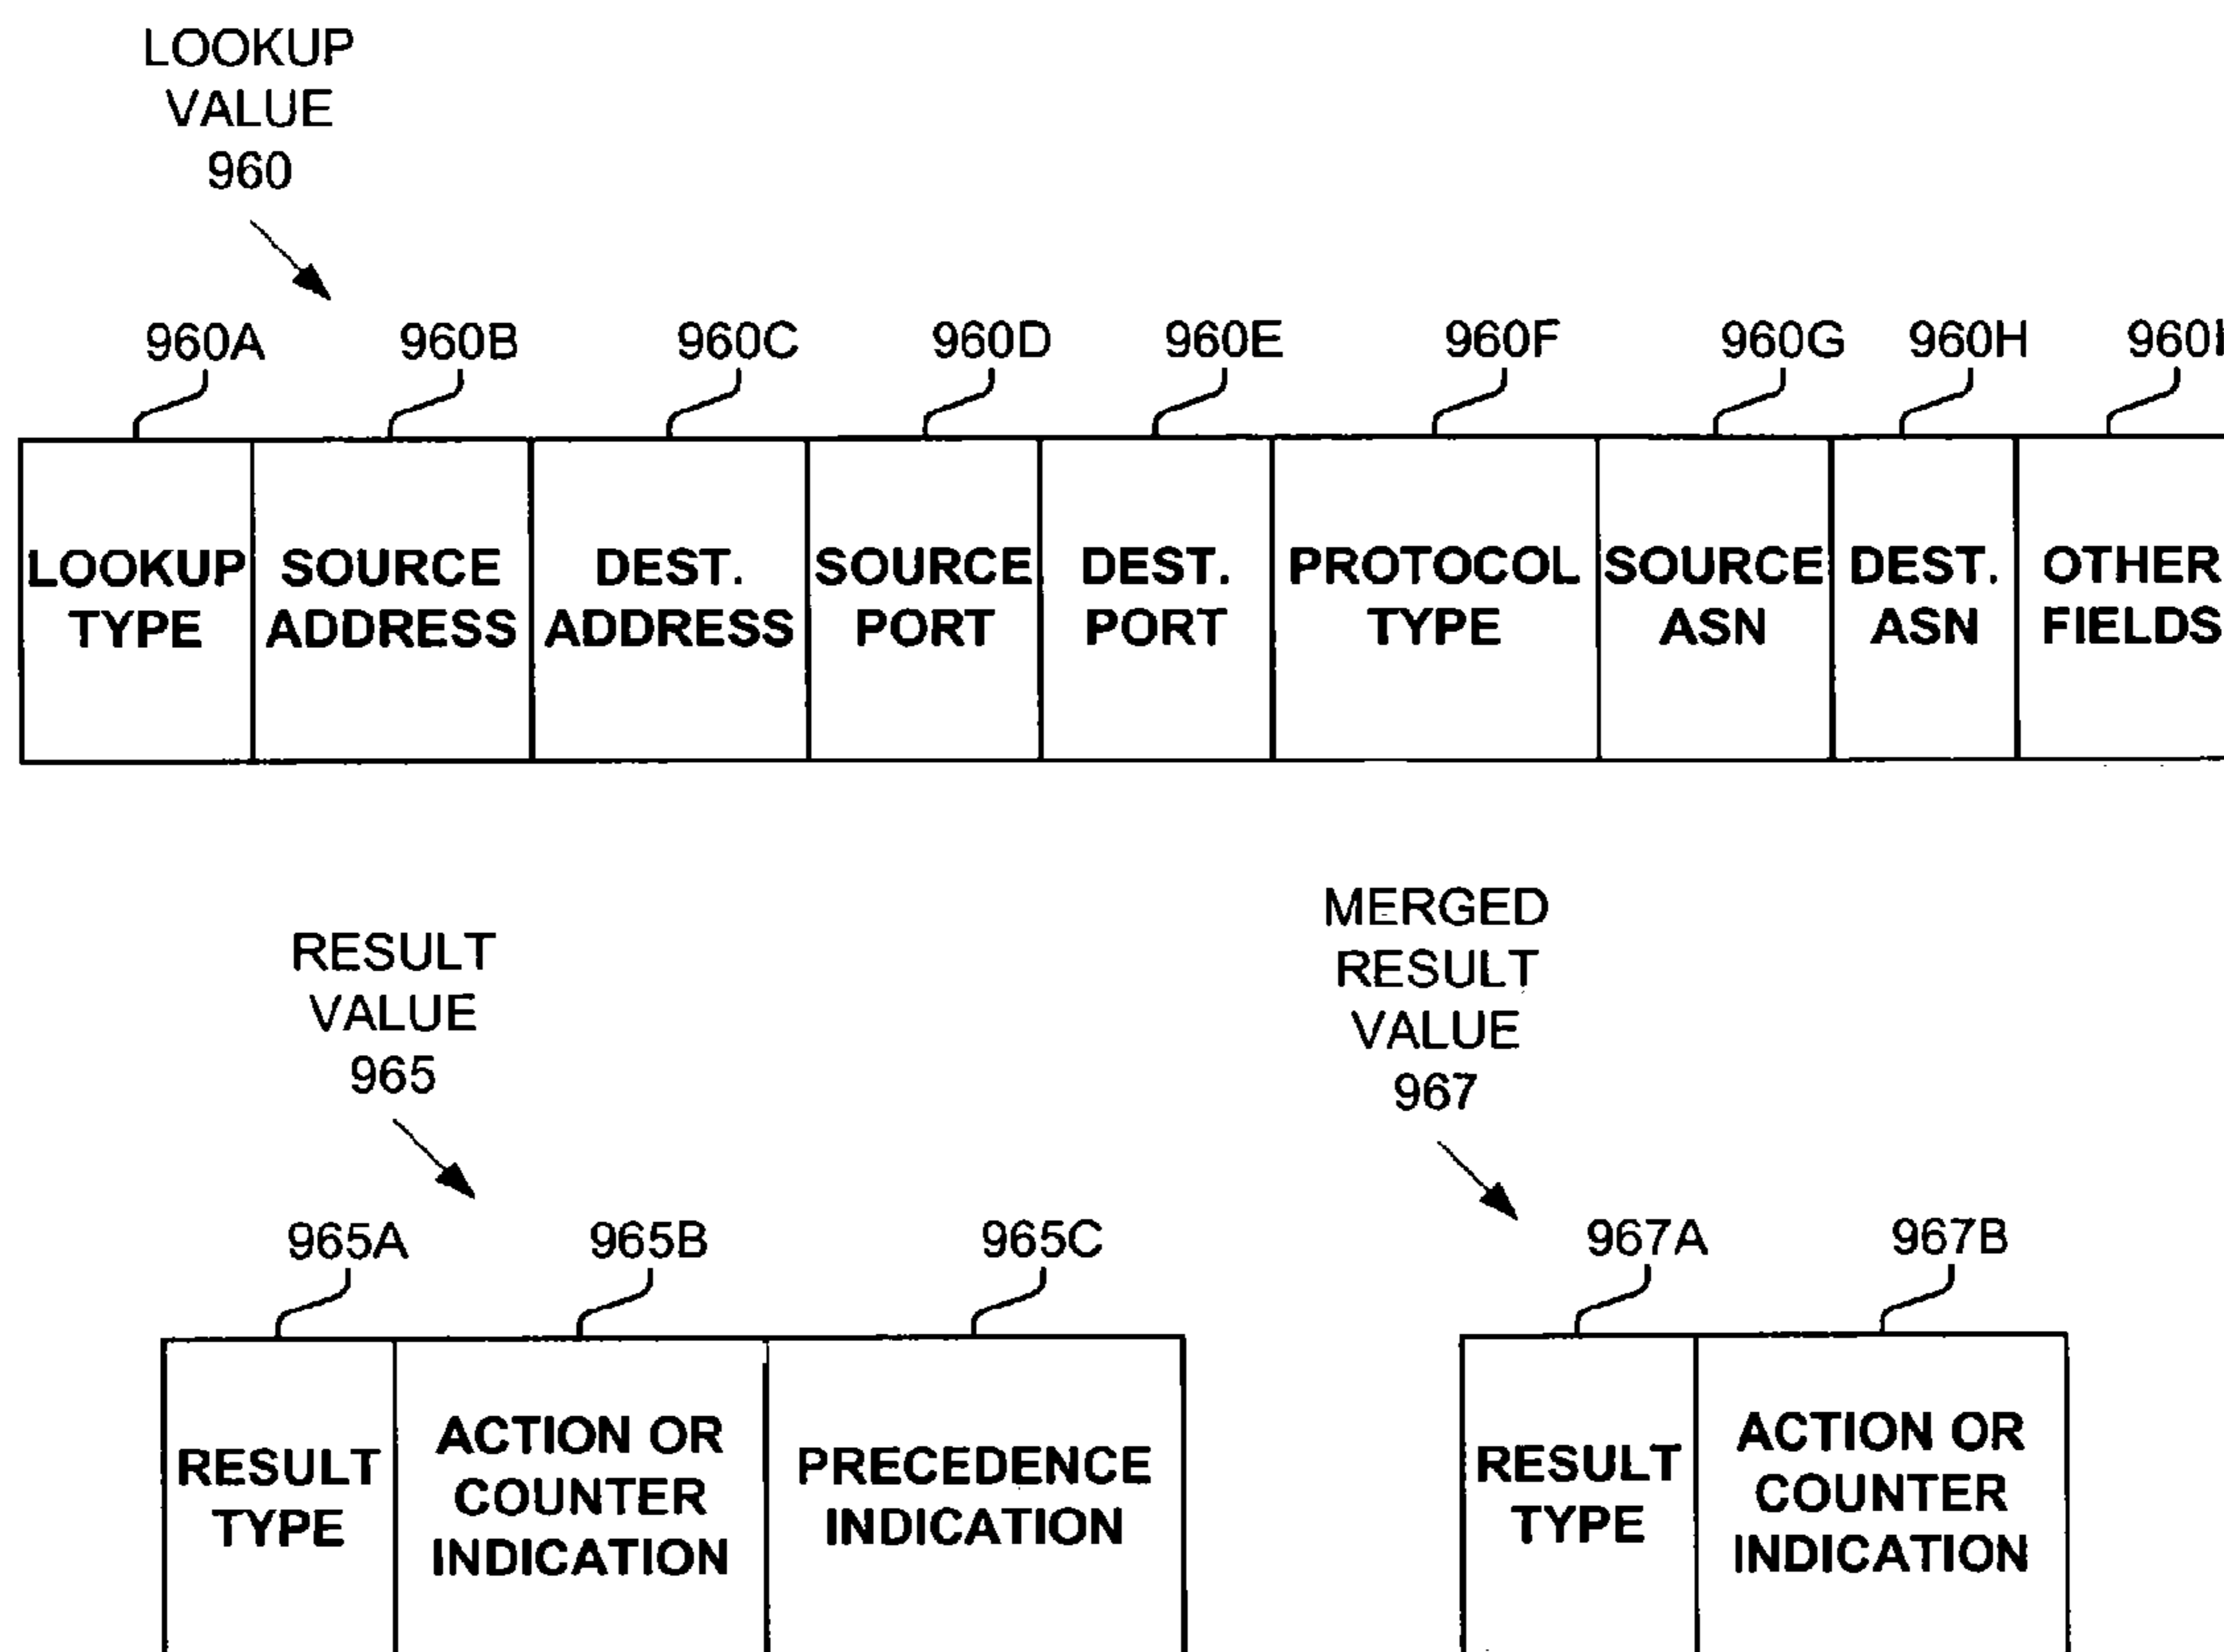 LOOKUP
VALUE
960
960A 960B 960C 960D 960E 960F 960G 960H
LOOKUP TYPE
SOURCE ADDRESS
DEST. ADDRESS
SOURCE PORT
DEST. PORT
PROTOCOL TYPE
SOURCE ASN
DEST. ASN
OTHER FIELDS
RESULT
VALUE
965
965A 965B 965C
RESULT
TYPE
ACTION OR
COUNTER
INDICATION
PRECEDENCE
INDICATION
MERGED
RESULT
VALUE
967
967A 967B
RESULT
TYPE
ACTION OR
COUNTER
INDICATION